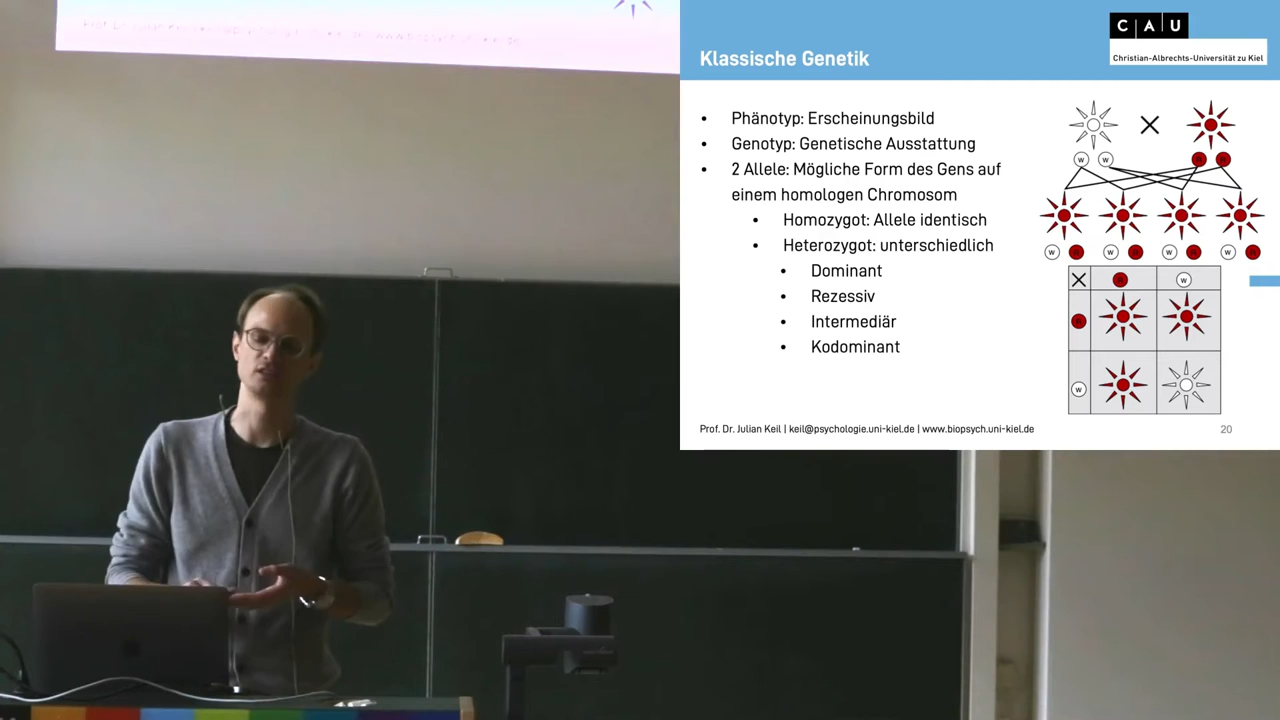 CAU
Christian-Albrechts-Universität zu Kiel
Klassische Genetik
• Phänotyp: Erscheinungsbild
• Genotyp: Genetische Ausstattung
• 2 Allele: Mögliche Form des Gens auf
einem homologen Chromosom
• Homozygot: Allele identisch
• Heterozygot: unterschiedlich
• Dominant
• Rezessiv
• Intermediär
• Kodominant
w w
w w w w
w
w
Prof. Dr. Julian Keil | keil@psychologie.uni-kiel.de | www.biopsych.uni-kiel.de
20